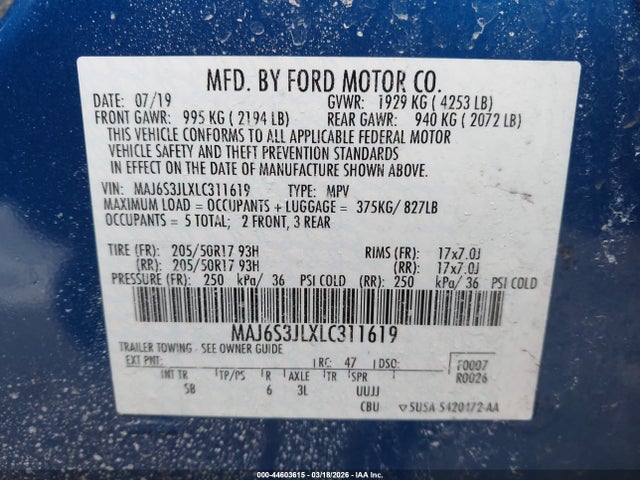 MFD. BY FORD MOTOR CO.
DATE: 07/19 GVWR: 1929 KG ( 4253 LB)
FRONT GAWR: 995 KG ( 2194 LB) REAR GAWR: 940 KG ( 2072 LB)
THIS VEHICLE CONFORMS TO ALL APPLICABLE FEDERAL MOTOR
VEHICLE SAFETY AND THEFT PREVENTION STANDARDS
IN EFFECT ON THE DATE OF MANUFACTURE SHOWN ABOVE.
VIN: MAJ6S3JLXLC311619 TYPE: MPV
MAXIMUM LOAD = OCCUPANTS + LUGGAGE = 375KG/ 827LB
OCCUPANTS = 5 TOTAL; 2 FRONT, 3 REAR
TIRE (FR): 205/50R17 93H RIMS (FR): 17x7.0J
(RR): 205/50R17 93H (RR): 17x7.0J
PRESSURE (FR): 250 kPa/ 36 PSI COLD (RR): 250 kPa/ 36 PSI COLD
MAJ6S3JLXLC311619
TRAILER TOWING - SEE OWNER GUIDE
EXT PNT: RC: 47 DSO: F0007
R0026
INT TR TP/PS R AXLE TR SPR
SB 6 3L UUJJ
CBU 5USA 5420172-AA
000-44603615 - 03/18/2026 - IAA Inc.